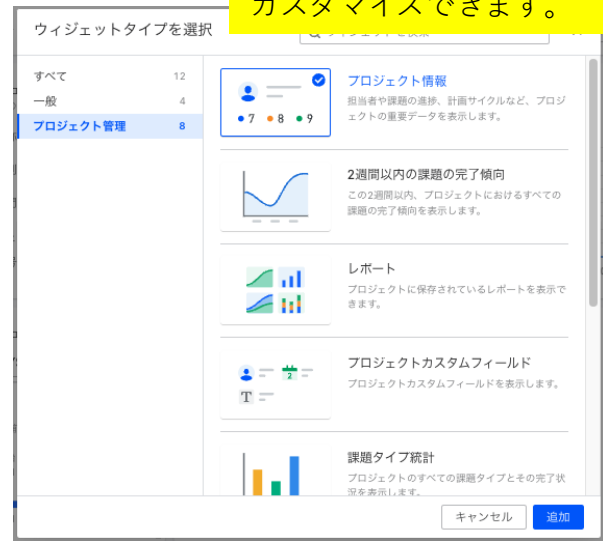 カスタマイズできます。
ウィジェットタイプを選択
すべて 12
一般 4
プロジェクト管理 8
7 8 9
プロジェクト情報
担当者や課題の進捗、計画サイクルなど、プロジ
ェクトの重要データを表示します。
2週間以内の課題の完了傾向
この2週間以内、プロジェクトにおけるすべての
課題の完了傾向を表示します。
レポート
プロジェクトに保存されているレポートを表示で
きます。
2
T
プロジェクトカスタムフィールド
プロジェクトカスタムフィールドを表示します。
課題タイプ統計
プロジェクトのすべての課題タイプとその完了状
況を表示します。
キャンセル 追加